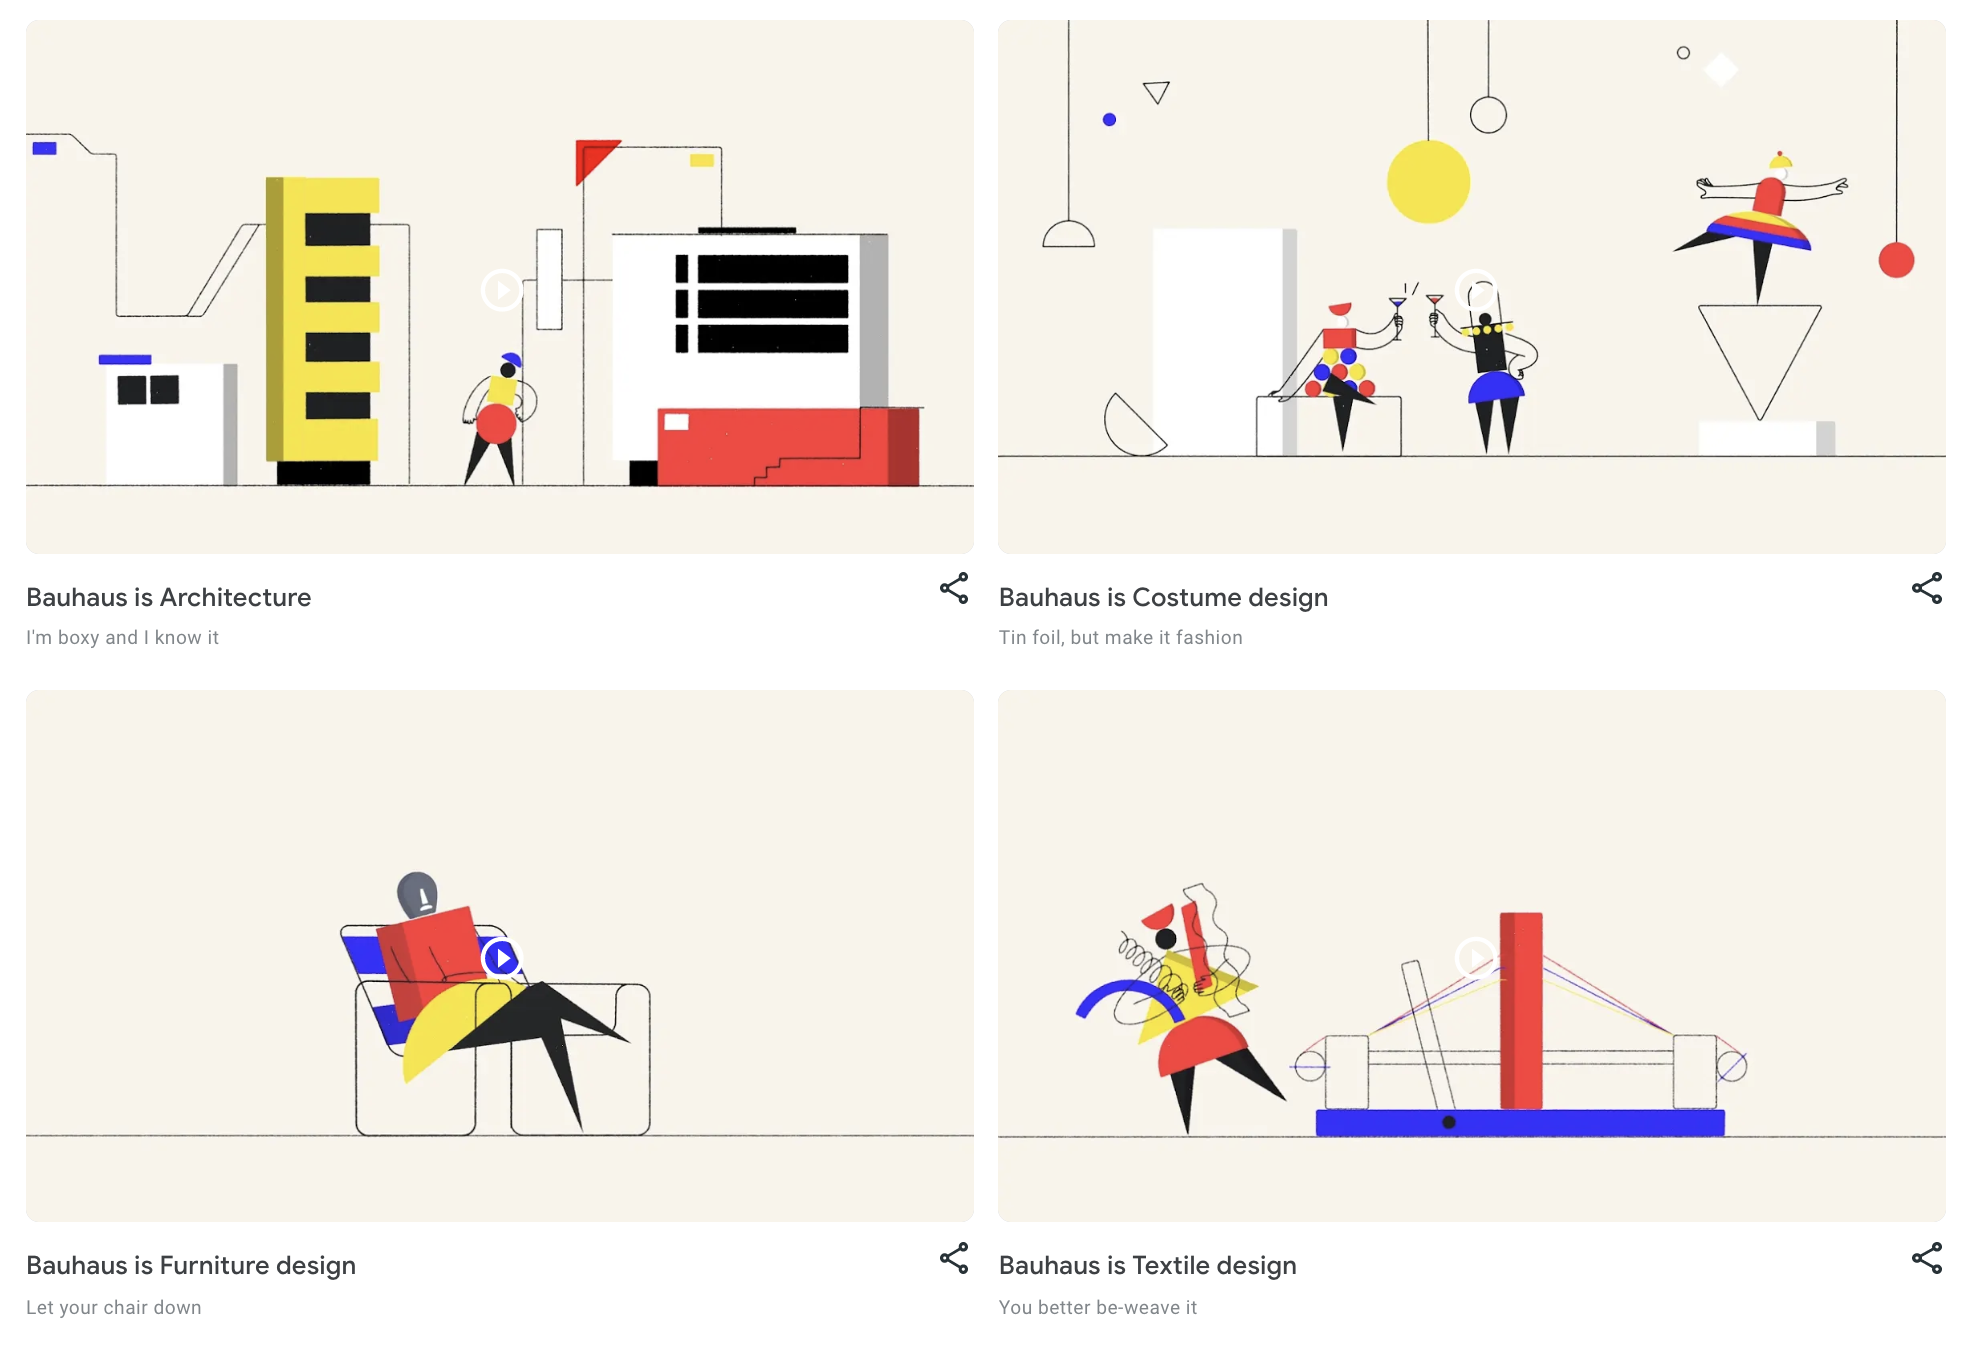 Bauhaus is Architecture
I'm boxy and I know it
Bauhaus is Costume design
Tin foil, but make it fashion
Bauhaus is Furniture design
Let your chair down
Bauhaus is Textile design
You better be-weave it